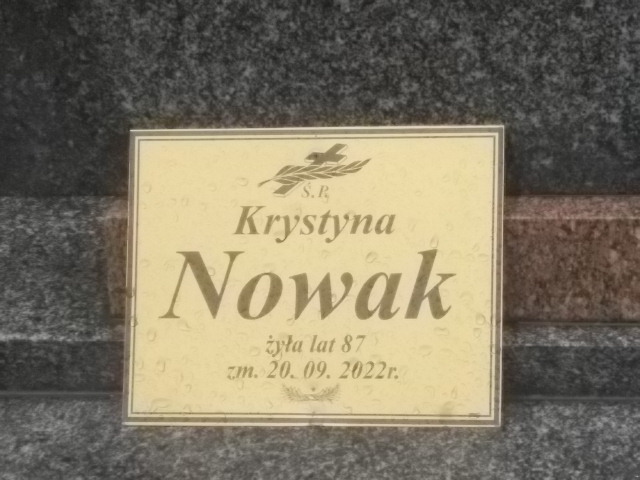 Ś.P.
Krystyna
Nowak
żyła lat 87
zm. 20. 09. 2022r.